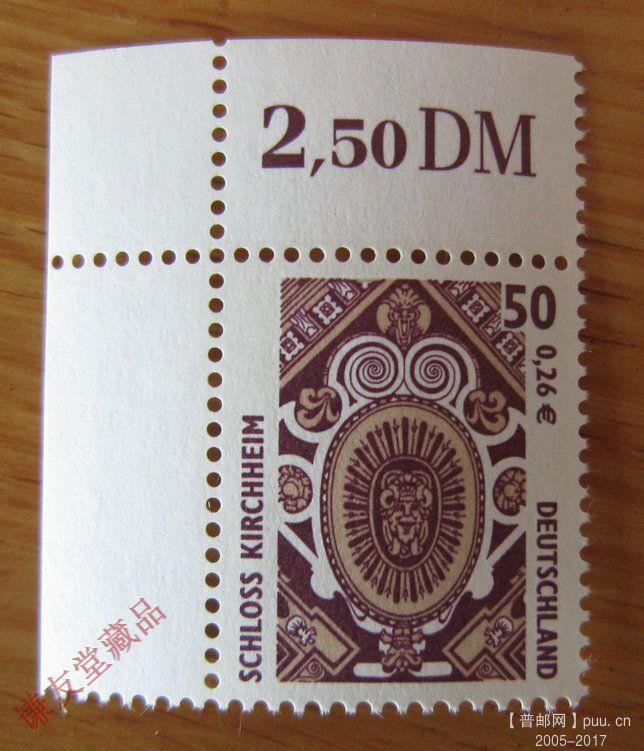 2,50 DM
50
0,26 €
SCHLOSS KIRCHHEIM
DEUTSCHLAND
谦友堂藏品
【普邮网】puu.cn
2005-2017